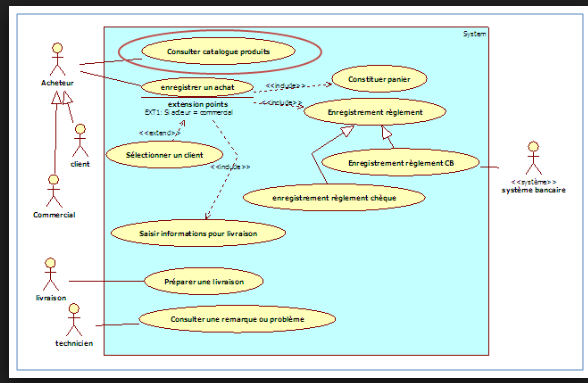 System
Consulter catalogue produits
Acheteur
enregistrer un achat
<<include>>
Constituer panier
extension points
EXT1: Si acteur = commercial
<<include>>
Enregistrement règlement
<<extend>>
client
Sélectionner un client
<<include>>
Enregistrement règlement CB
<<système>>
système bancaire
Commercial
enregistrement règlement chèque
Saisir informations pour livraison
livraison
Préparer une livraison
technicien
Consulter une remarque ou problème